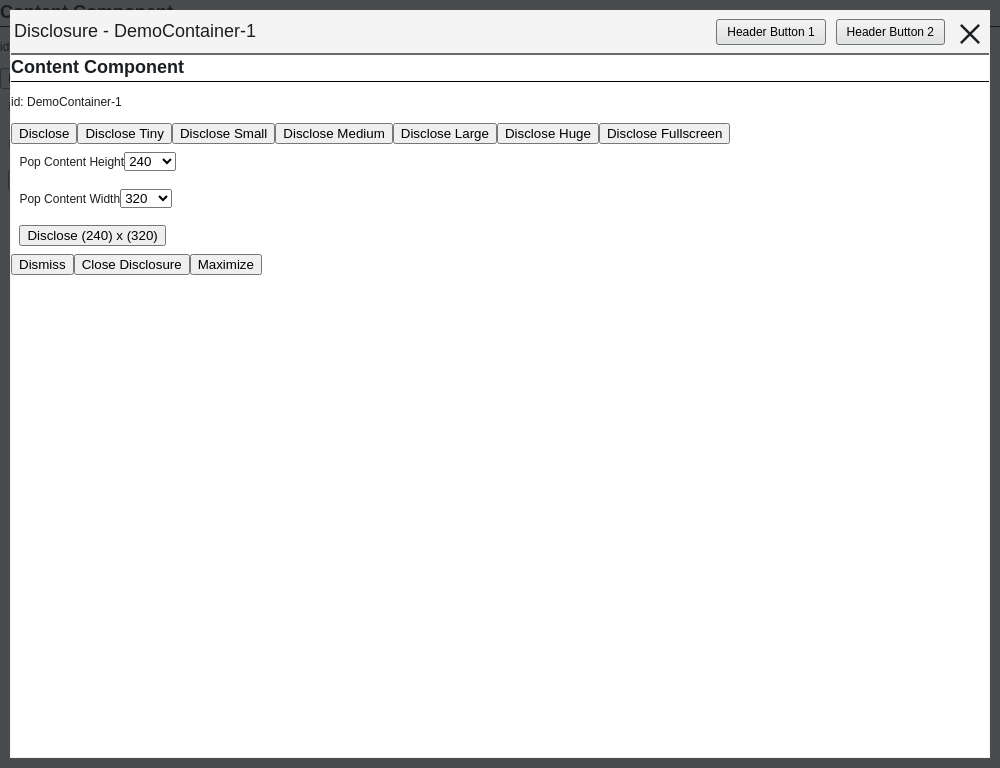 Disclosure - DemoContainer-1 Header Button 1 Header Button 2
Content Component
id: DemoContainer-1
Disclose Disclose Tiny Disclose Small Disclose Medium Disclose Large Disclose Huge Disclose Fullscreen
Pop Content Height 240
Pop Content Width 320
Disclose (240) x (320)
Dismiss Close Disclosure Maximize